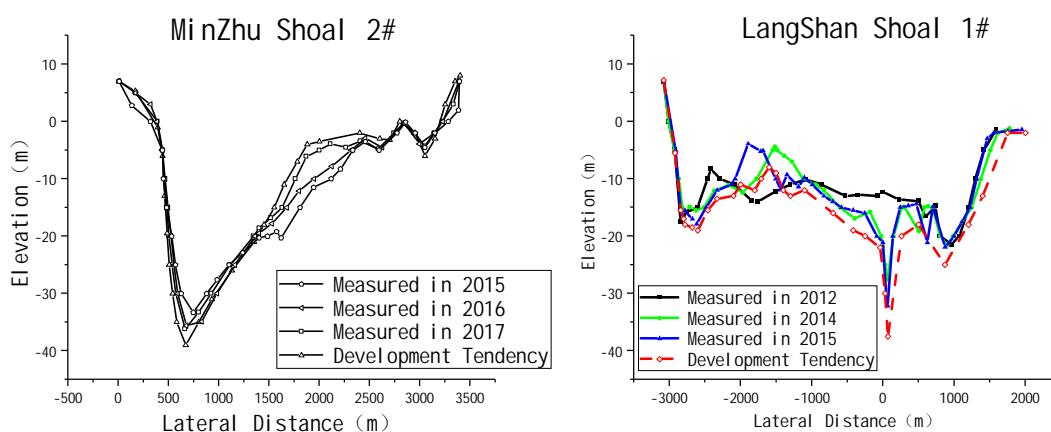 MinZhu Shoal 2#
10
0
-10
-20
-30
-40
Elevation (m)
Measured in 2015
Measured in 2016
Measured in 2017
Development Tendency
-500 0 500 1000 1500 2000 2500 3000 3500
Lateral Distance (m)
LangShan Shoal 1#
10
0
-10
-20
-30
-40
Elevation (m)
Measured in 2012
Measured in 2014
Measured in 2015
Development Tendency
-3000 -2000 -1000 0 1000 2000
Lateral Distance (m)